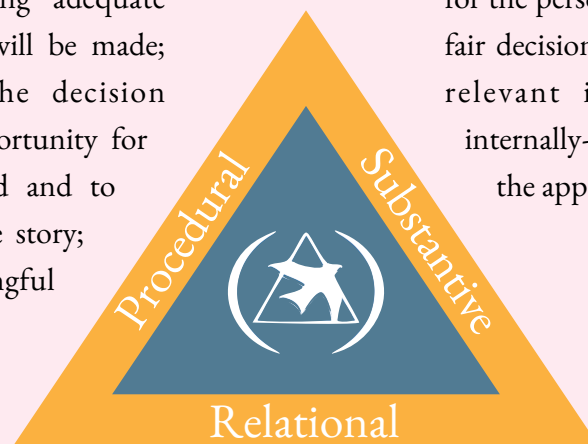 adequate
will be made;
he decision
ortunity for
d and to
e story;
gful
for the pers
fair decision
relevant i
internally-
the app
Procedural
Substantive
Relational